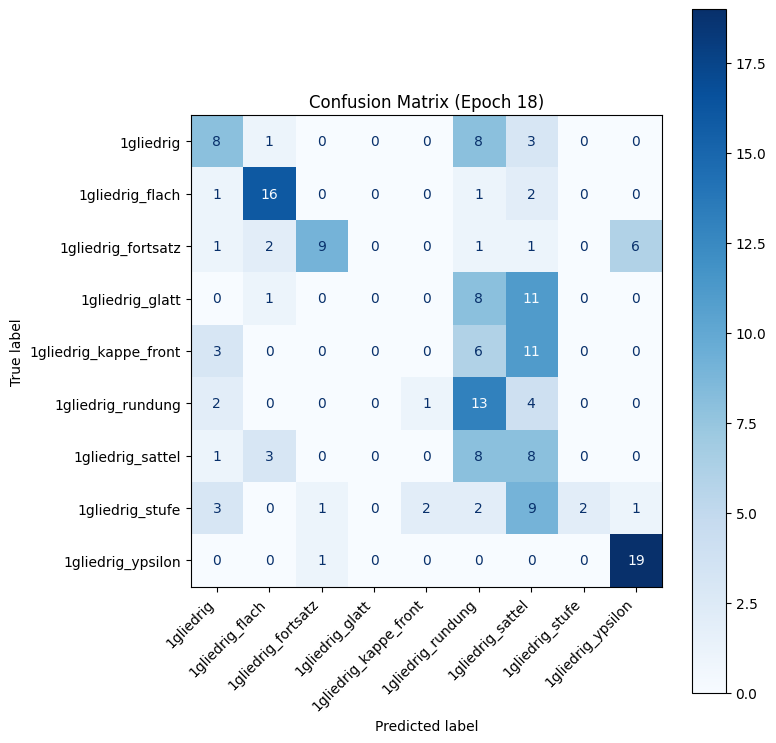 Confusion Matrix (Epoch 18)
True label
1gliedrig 8 1 0 0 0 8 3 0 0
1gliedrig_flach 1 16 0 0 0 1 2 0 0
1gliedrig_fortsatz 1 2 9 0 0 1 1 0 6
1gliedrig_glatt 0 1 0 0 0 8 11 0 0
1gliedrig_kappe_front 3 0 0 0 0 6 11 0 0
1gliedrig_rundung 2 0 0 0 1 13 4 0 0
1gliedrig_sattel 1 3 0 0 0 8 8 0 0
1gliedrig_stufe 3 0 1 0 2 2 9 2 1
1gliedrig_ypsilon 0 0 1 0 0 0 0 0 19
1gliedrig
1gliedrig_flach
1gliedrig_fortsatz
1gliedrig_glatt
1gliedrig_kappe_front
1gliedrig_rundung
1gliedrig_sattel
1gliedrig_stufe
1gliedrig_ypsilon
Predicted label
17.5
15.0
12.5
10.0
7.5
5.0
2.5
0.0